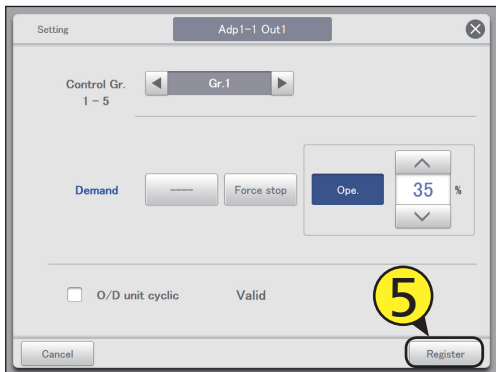 Setting
Adp1-1 Out1
Control Gr.
1 - 5
Gr.1
Demand
----
Force stop
Ope.
35
%
O/D unit cyclic
Valid
5
Cancel
Register